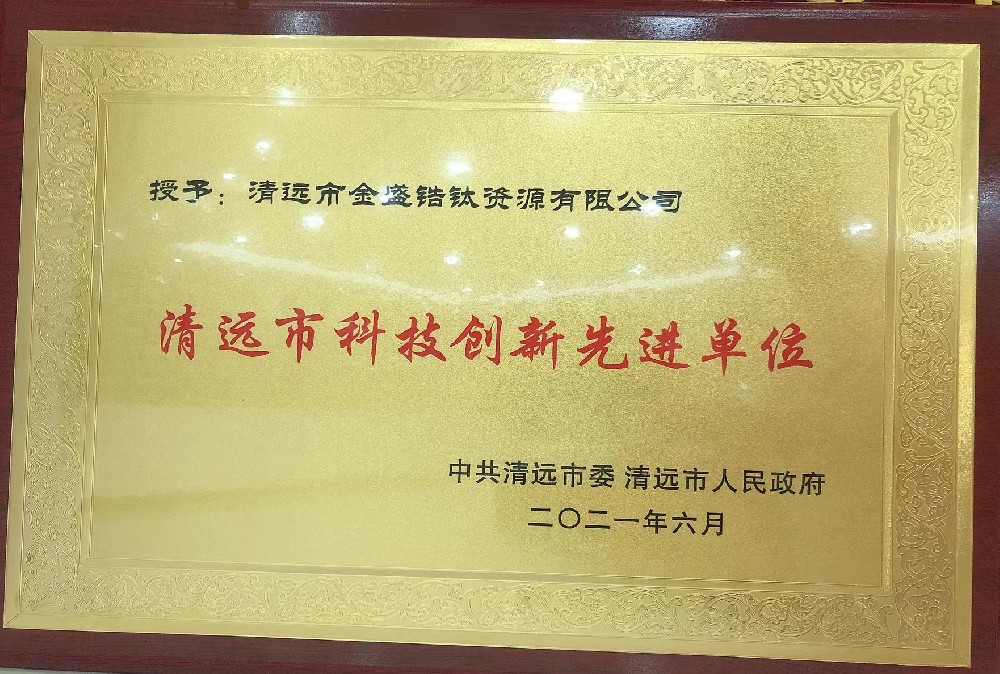 授予：清远市金盛锆钛资源有限公司
清远市科技创新先进单位
中共清远市委 清远市人民政府
二〇二一年六月